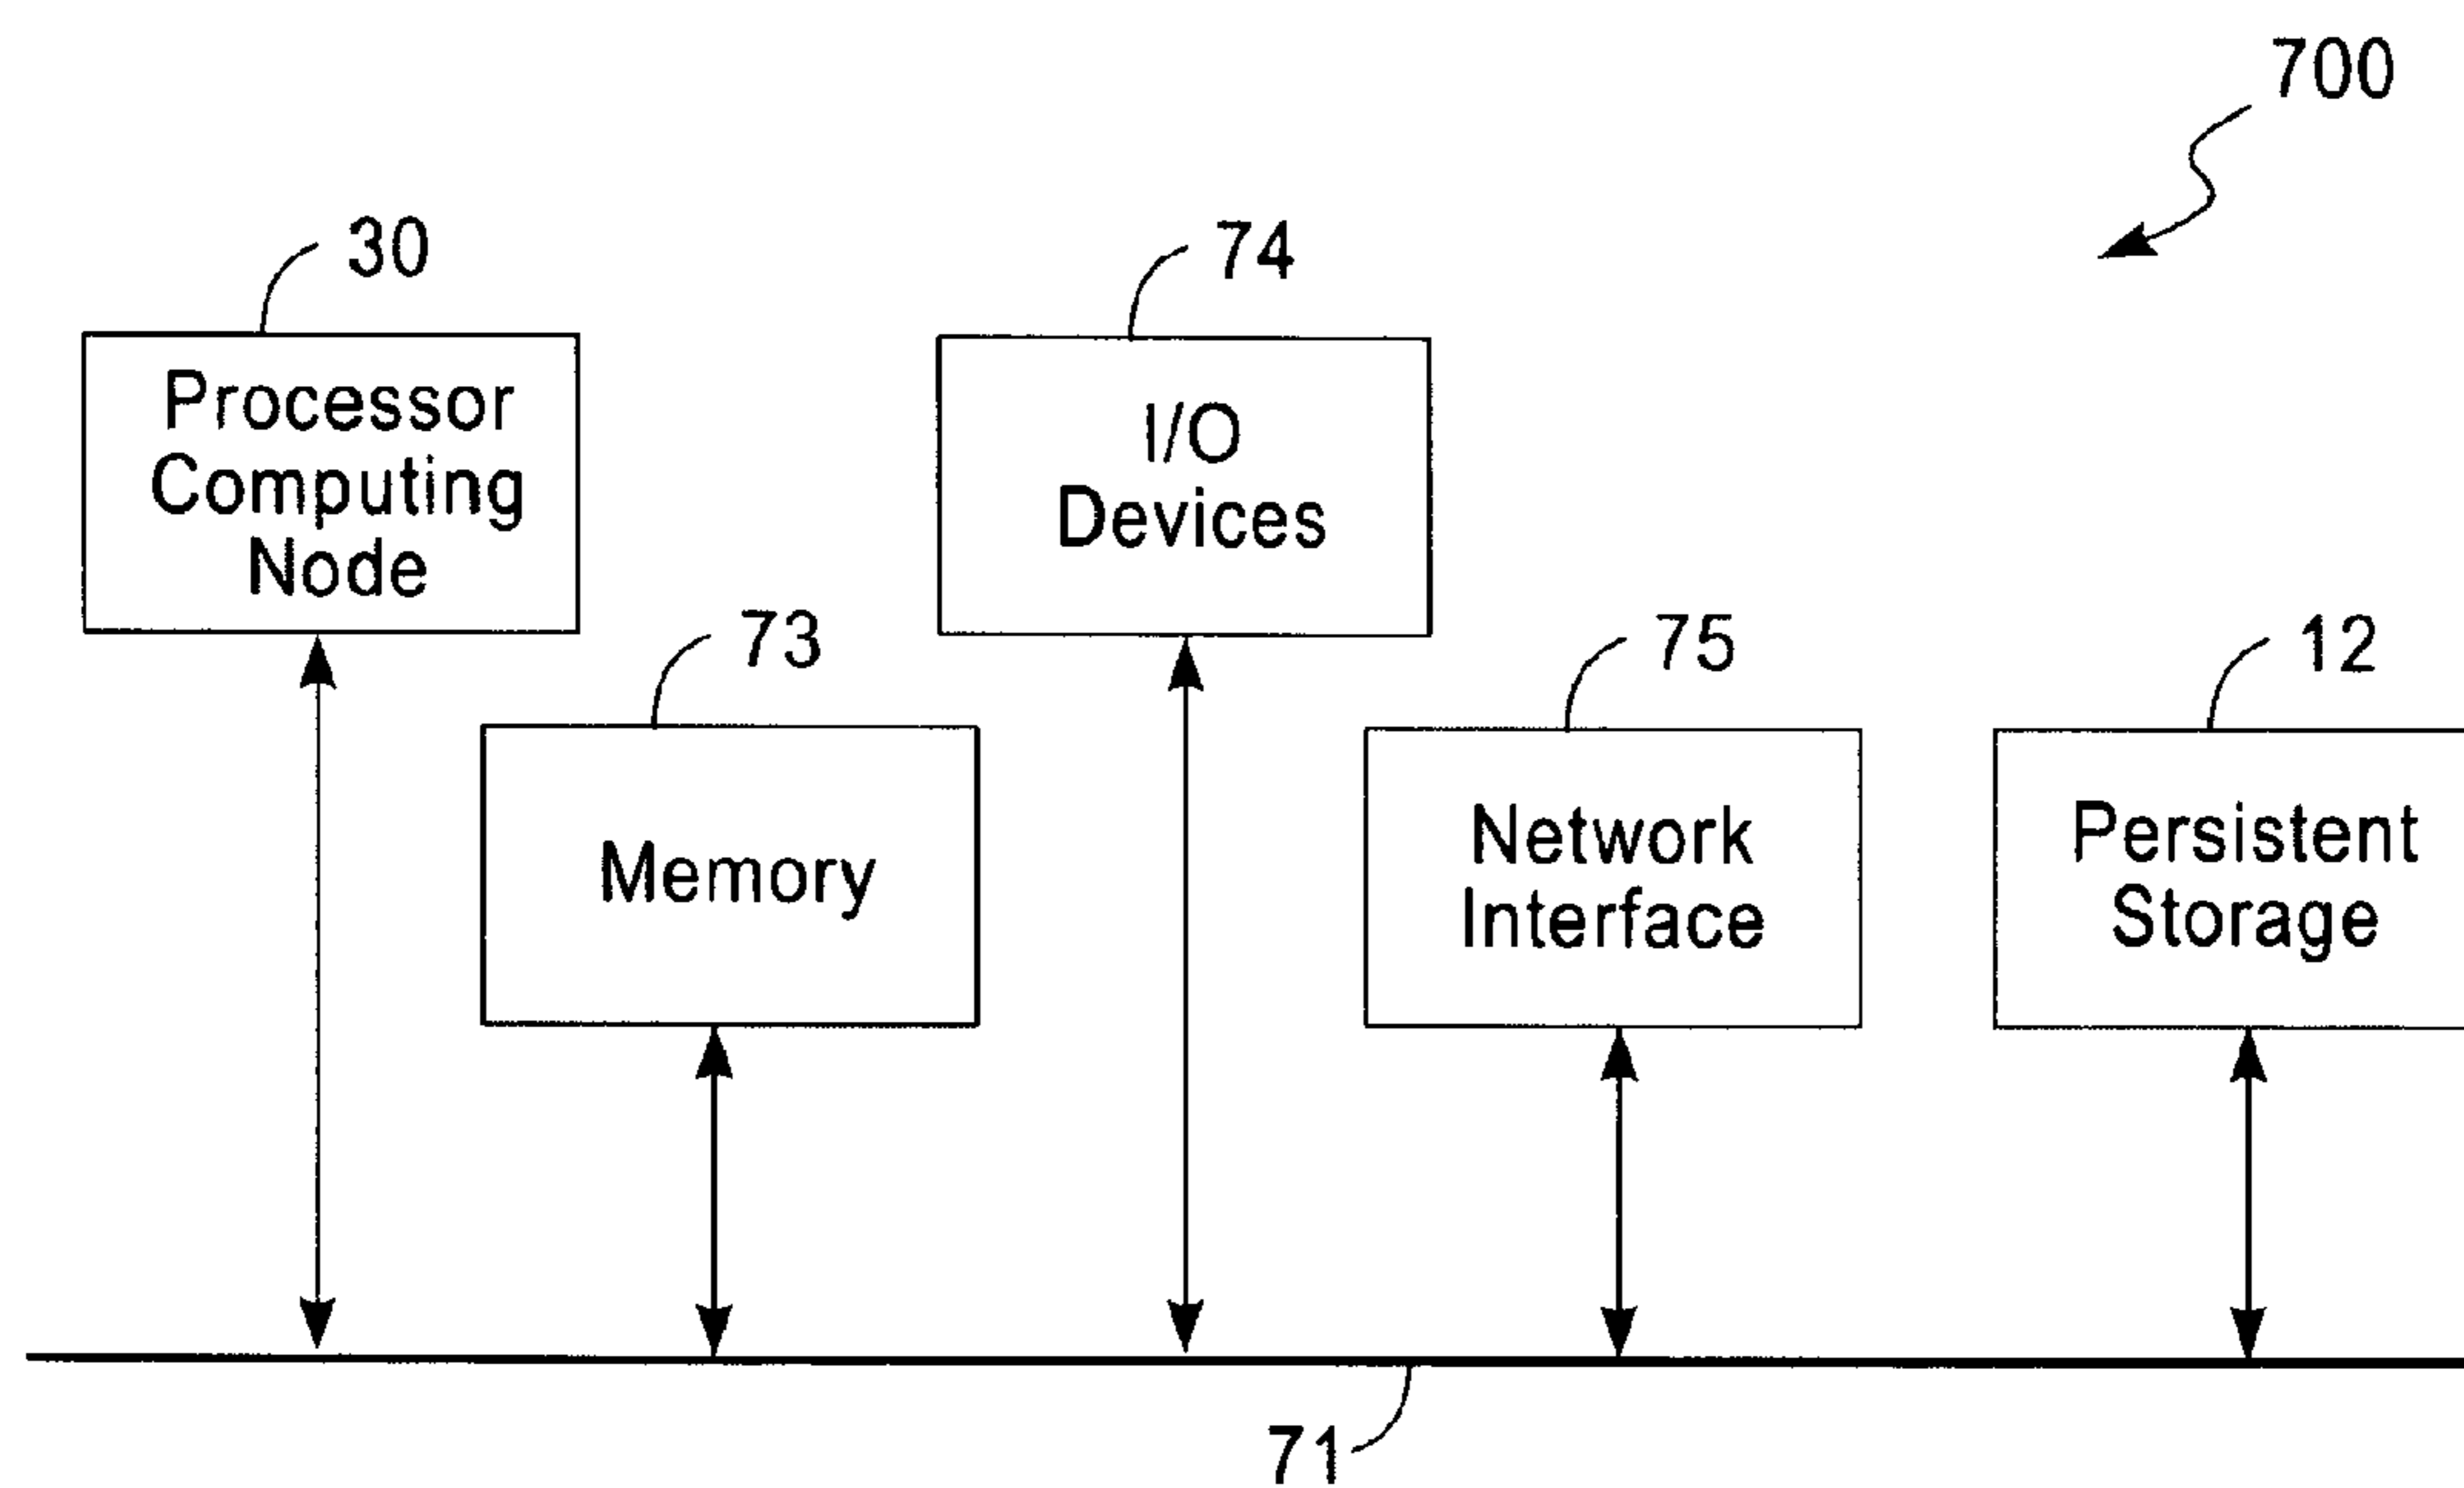 700
30
Processor
Computing
Node
74
I/O
Devices
73
Memory
75
Network
Interface
12
Persistent
Storage
71